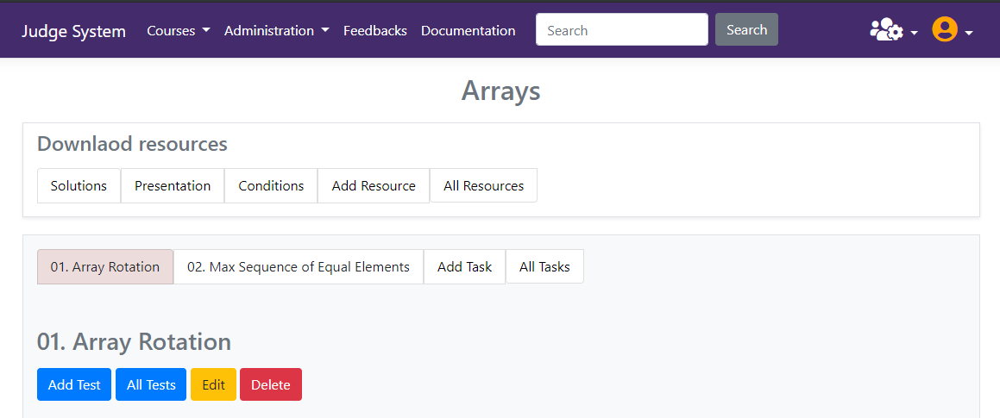 Judge System Courses Administration Feedbacks Documentation Search Search
Arrays
Downlaod resources
Solutions Presentation Conditions Add Resource All Resources
01. Array Rotation 02. Max Sequence of Equal Elements Add Task All Tasks
01. Array Rotation
Add Test All Tests Edit Delete